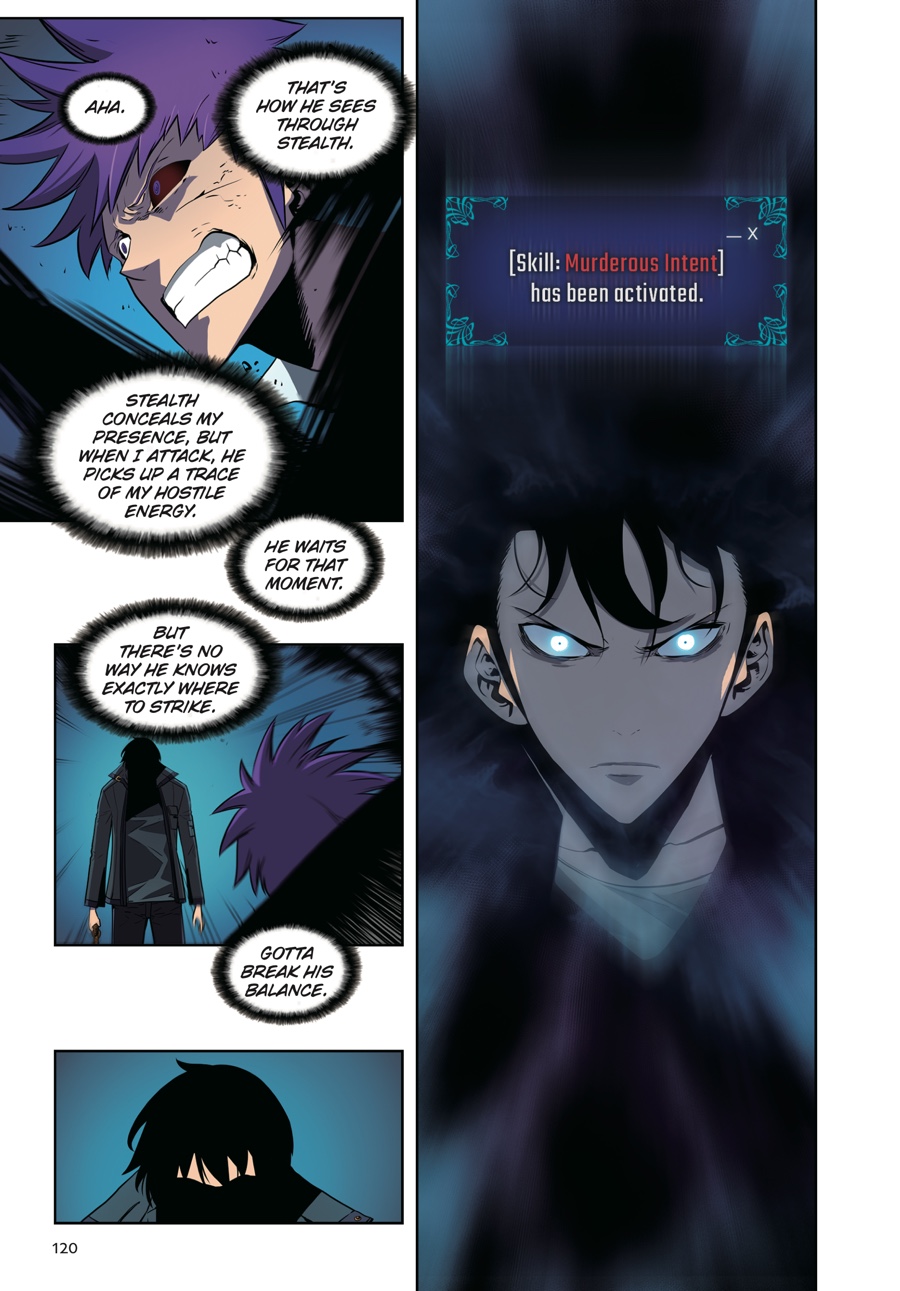 AHA.
THAT'S
HOW HE SEES
THROUGH
STEALTH.
STEALTH
CONCEALS MY
PRESENCE, BUT
WHEN I ATTACK, HE
PICKS UP A TRACE
OF MY HOSTILE
ENERGY.
HE WAITS
FOR THAT
MOMENT.
BUT
THERE'S NO
WAY HE KNOWS
EXACTLY WHERE
TO STRIKE.
GOTTA
BREAK HIS
BALANCE.
120
— X
[Skill: Murderous Intent]
has been activated.